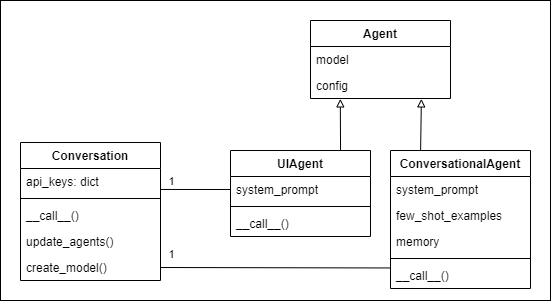 Agent
model
config
Conversation
api_keys: dict
__call__()
update_agents()
create_model()
1
1
UIAgent
system_prompt
__call__()
ConversationalAgent
system_prompt
few_shot_examples
memory
__call__()